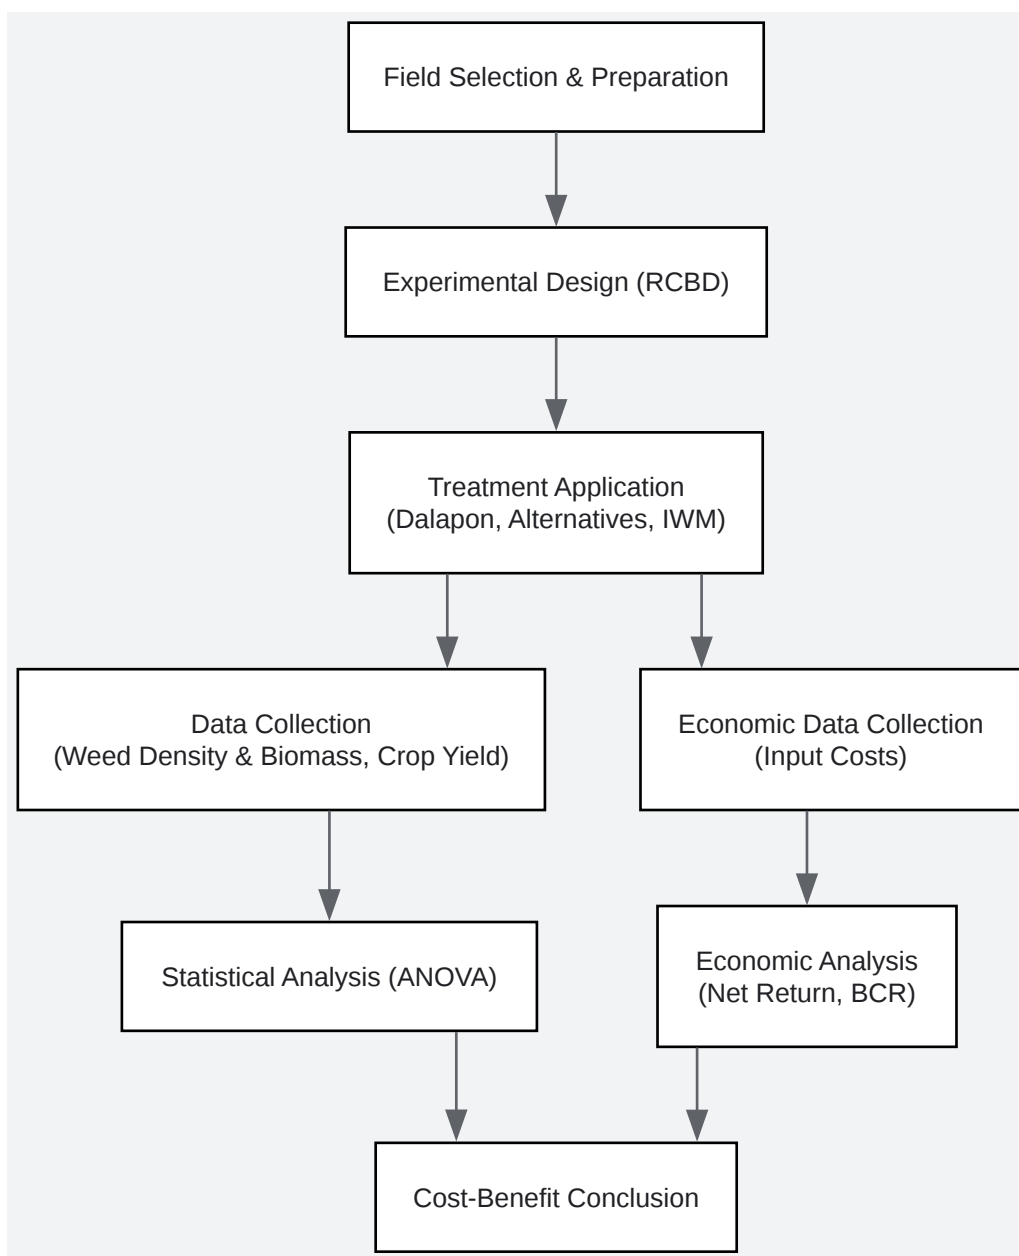 Field Selection & Preparation
Experimental Design (RCBD)
Treatment Application
(Dalapon, Alternatives, IWM)
Data Collection
(Weed Density & Biomass, Crop Yield)
Economic Data Collection
(Input Costs)
Statistical Analysis (ANOVA)
Economic Analysis
(Net Return, BCR)
Cost-Benefit Conclusion